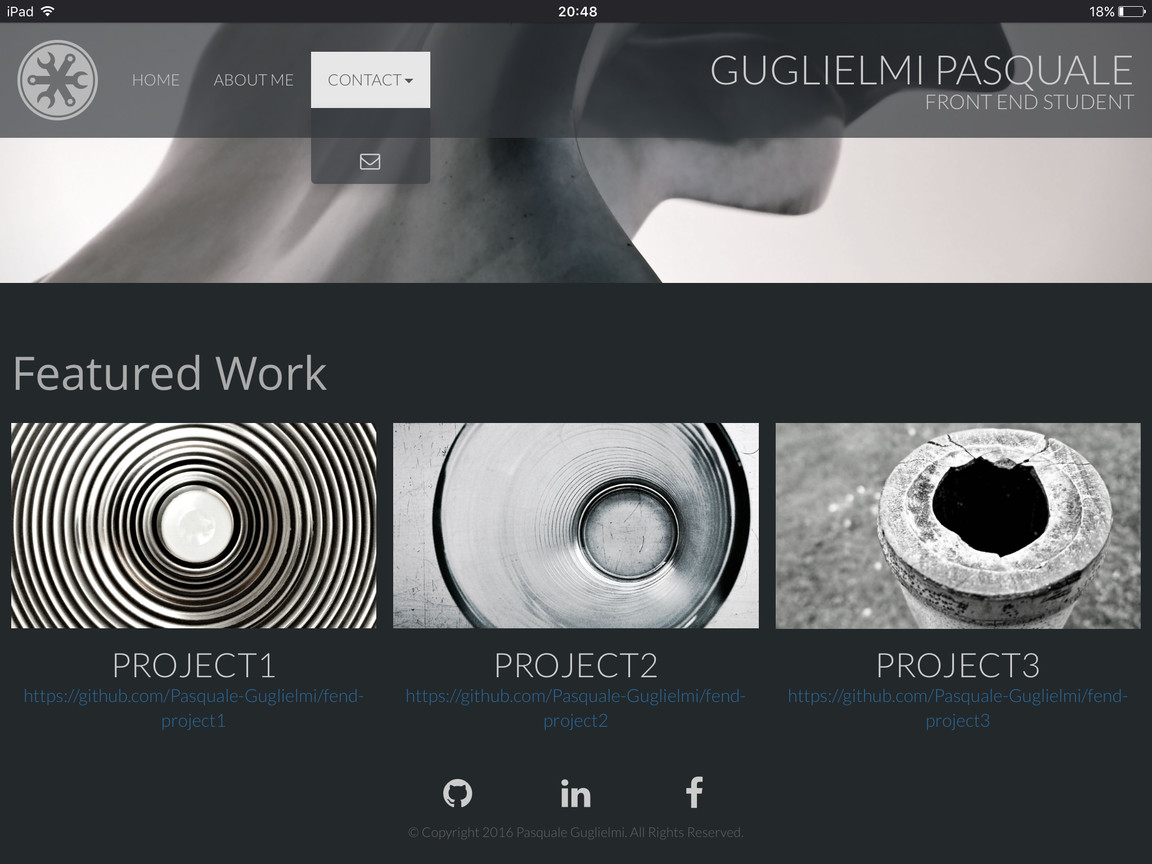 iPad 20:48 18%
HOME ABOUT ME CONTACT
GUGLIELMI PASQUALE
FRONT END STUDENT
Featured Work
PROJECT1
https://github.com/Pasquale-Guglielmi/fend-
project1
PROJECT2
https://github.com/Pasquale-Guglielmi/fend-
project2
PROJECT3
https://github.com/Pasquale-Guglielmi/fend-
project3
in f
© Copyright 2016 Pasquale Guglielmi. All Rights Reserved.